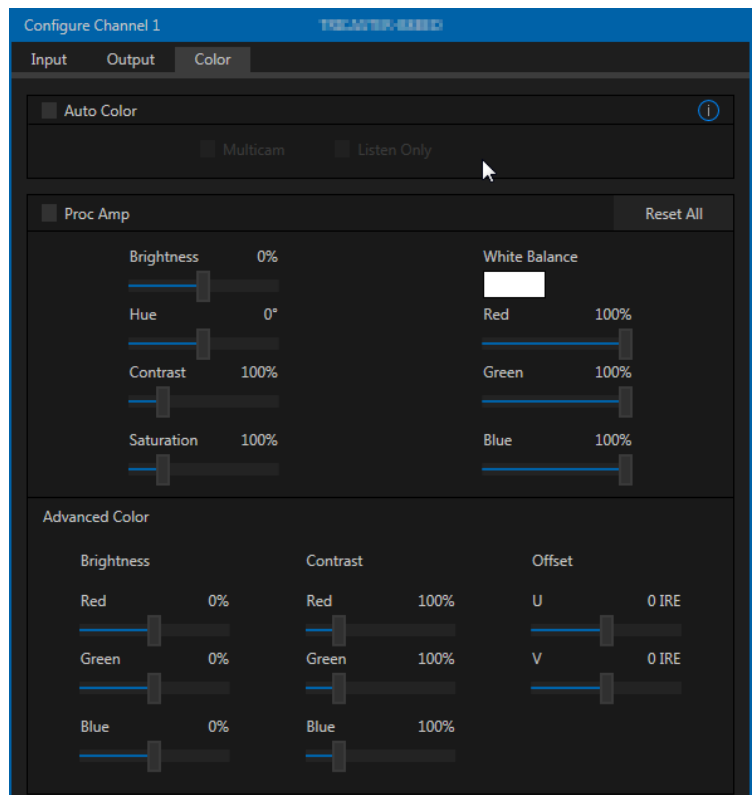 Configure Channel 1
Input Output Color
Auto Color i
Multicam Listen Only
Proc Amp Reset All
Brightness 0% White Balance
Hue 0° Red 100%
Contrast 100% Green 100%
Saturation 100% Blue 100%
Advanced Color
Brightness Contrast Offset
Red 0% Red 100% U 0 IRE
Green 0% Green 100% V 0 IRE
Blue 0% Blue 100%